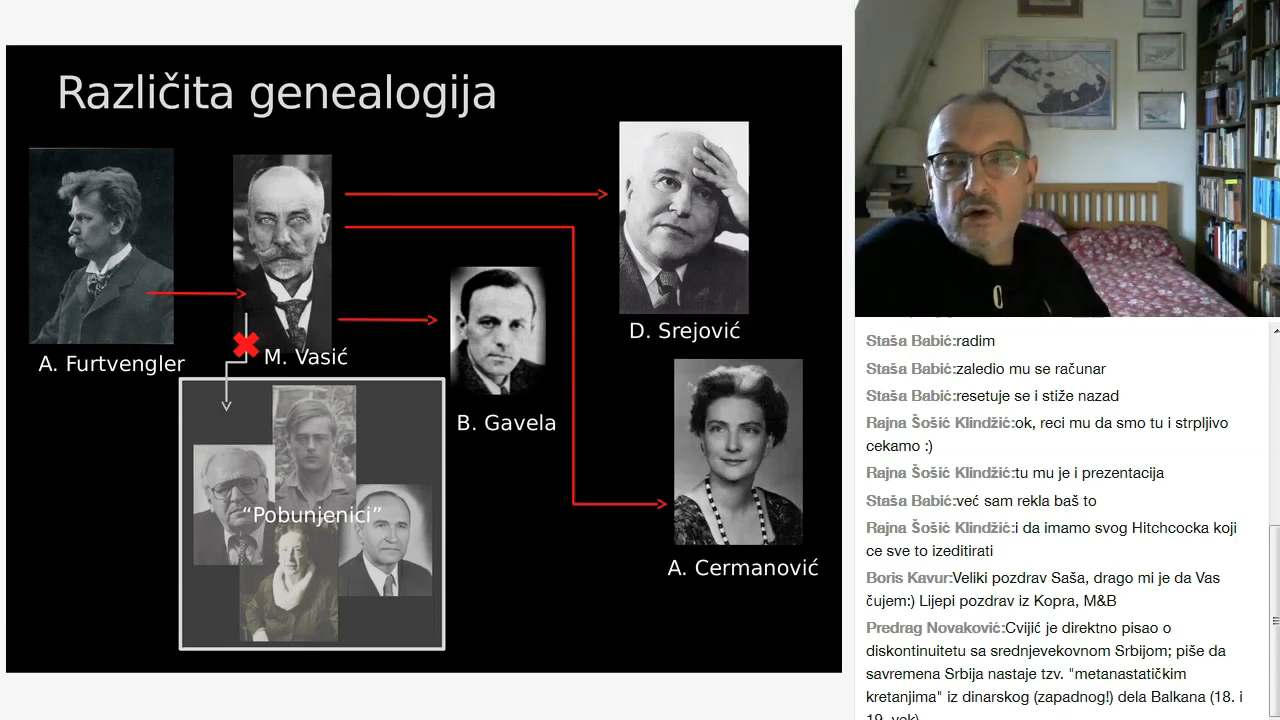 Različita genealogija
A. Furtvengler
M. Vasić
D. Srejović
B. Gavela
“Pobunjenici”
A. Cermanović
Staša Babić:radim
Staša Babić:zaledio mu se računar
Staša Babić:resetuje se i stiže nazad
Rajna Šošić Klindžić:ok, reci mu da smo tu i strpljivo
cekamo :)
Rajna Šošić Klindžić:tu mu je i prezentacija
Staša Babić:već sam rekla baš to
Rajna Šošić Klindžić:i da imamo svog Hitchcocka koji
ce sve to izeditirati
Boris Kavur:Veliki pozdrav Saša, drago mi je da Vas
čujem:) Lijepi pozdrav iz Kopra, M&B
Predrag Novaković:Cvijić je direktno pisao o
diskontinuitetu sa srednjevekovnom Srbijom; piše da
savremena Srbija nastaje tzv. "metanastatičkim
kretanjima" iz dinarskog (zapadnog!) dela Balkana (18. i
19. vek)